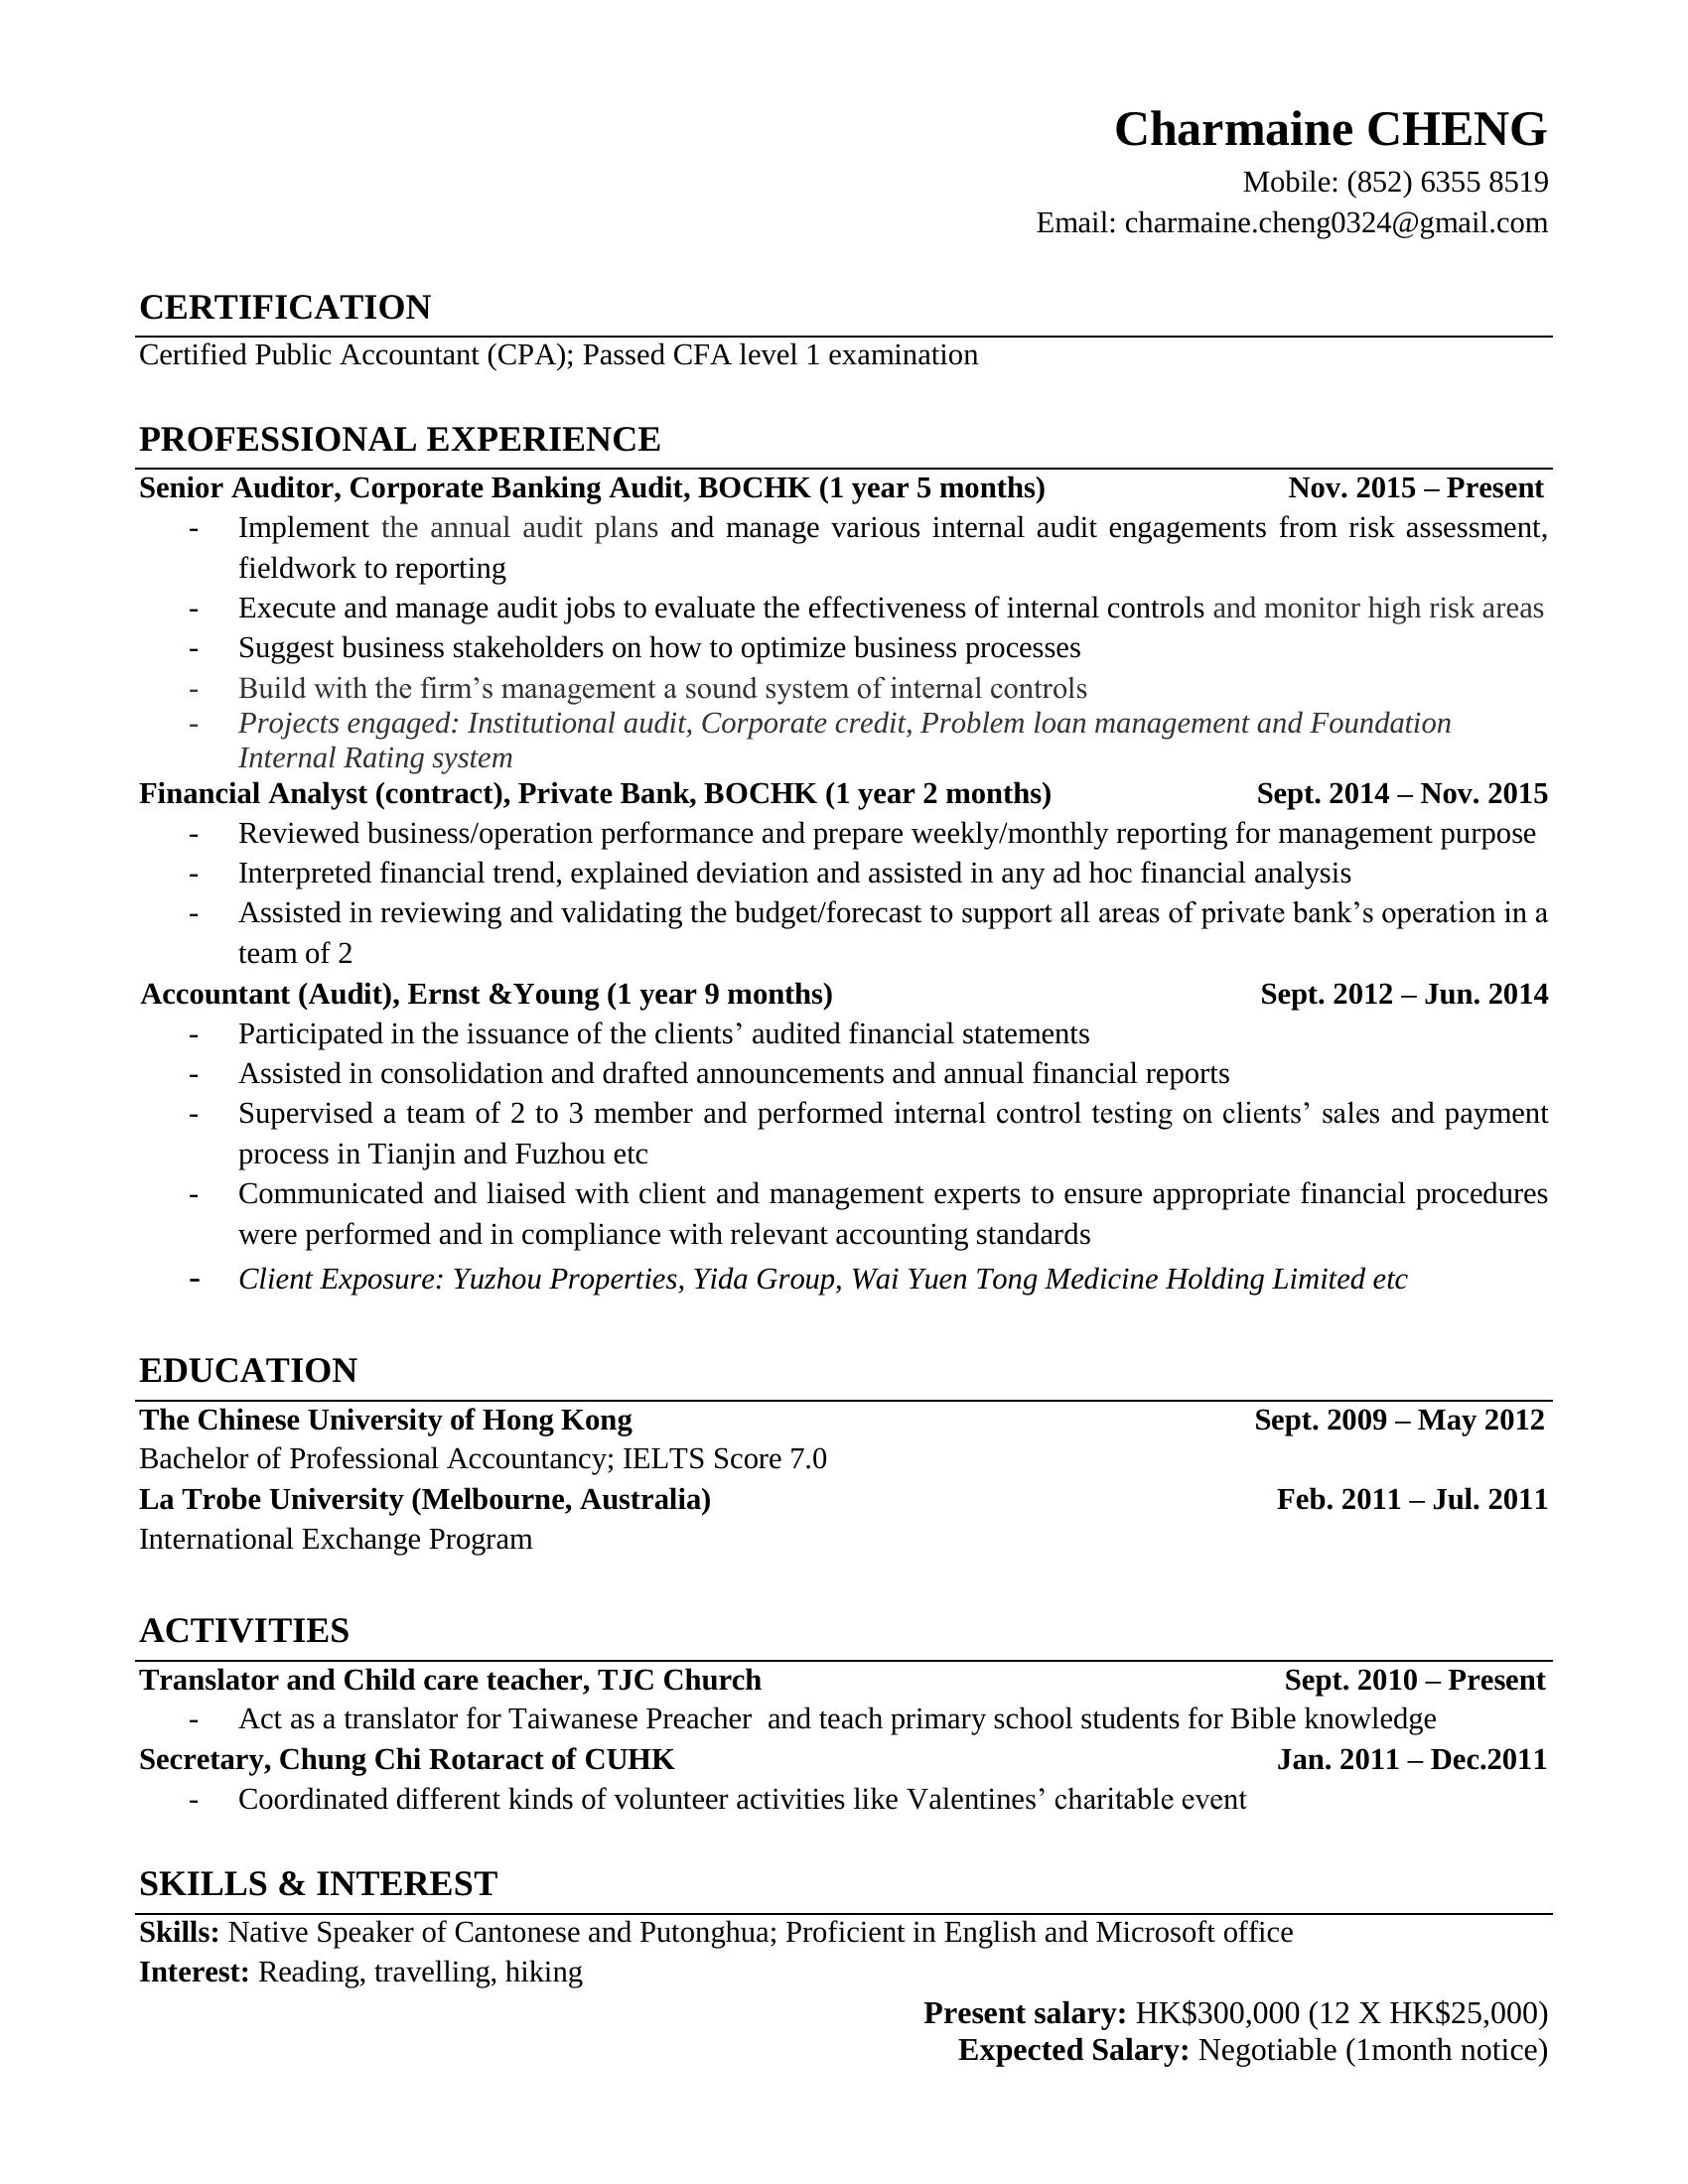 Charmaine CHENG
Mobile: (852) 6355 8519
Email: charmaine.cheng0324@gmail.com
CERTIFICATION
Certified Public Accountant (CPA); Passed CFA level 1 examination
PROFESSIONAL EXPERIENCE
Senior Auditor, Corporate Banking Audit, BOCHK (1 year 5 months) Nov. 2015 – Present
- Implement the annual audit plans and manage various internal audit engagements from risk assessment,
fieldwork to reporting
- Execute and manage audit jobs to evaluate the effectiveness of internal controls and monitor high risk areas
- Suggest business stakeholders on how to optimize business processes
- Build with the firm’s management a sound system of internal controls
- Projects engaged: Institutional audit, Corporate credit, Problem loan management and Foundation
Internal Rating system
Financial Analyst (contract), Private Bank, BOCHK (1 year 2 months) Sept. 2014 – Nov. 2015
- Reviewed business/operation performance and prepare weekly/monthly reporting for management purpose
- Interpreted financial trend, explained deviation and assisted in any ad hoc financial analysis
- Assisted in reviewing and validating the budget/forecast to support all areas of private bank’s operation in a
team of 2
Accountant (Audit), Ernst &Young (1 year 9 months) Sept. 2012 – Jun. 2014
- Participated in the issuance of the clients’ audited financial statements
- Assisted in consolidation and drafted announcements and annual financial reports
- Supervised a team of 2 to 3 member and performed internal control testing on clients’ sales and payment
process in Tianjin and Fuzhou etc
- Communicated and liaised with client and management experts to ensure appropriate financial procedures
were performed and in compliance with relevant accounting standards
- Client Exposure: Yuzhou Properties, Yida Group, Wai Yuen Tong Medicine Holding Limited etc
EDUCATION
The Chinese University of Hong Kong Sept. 2009 – May 2012
Bachelor of Professional Accountancy; IELTS Score 7.0
La Trobe University (Melbourne, Australia) Feb. 2011 – Jul. 2011
International Exchange Program
ACTIVITIES
Translator and Child care teacher, TJC Church Sept. 2010 – Present
- Act as a translator for Taiwanese Preacher  and teach primary school students for Bible knowledge
Secretary, Chung Chi Rotaract of CUHK Jan. 2011 – Dec.2011
- Coordinated different kinds of volunteer activities like Valentines’ charitable event
SKILLS & INTEREST
Skills: Native Speaker of Cantonese and Putonghua; Proficient in English and Microsoft office
Interest: Reading, travelling, hiking
Present salary: HK$300,000 (12 X HK$25,000)
Expected Salary: Negotiable (1month notice)